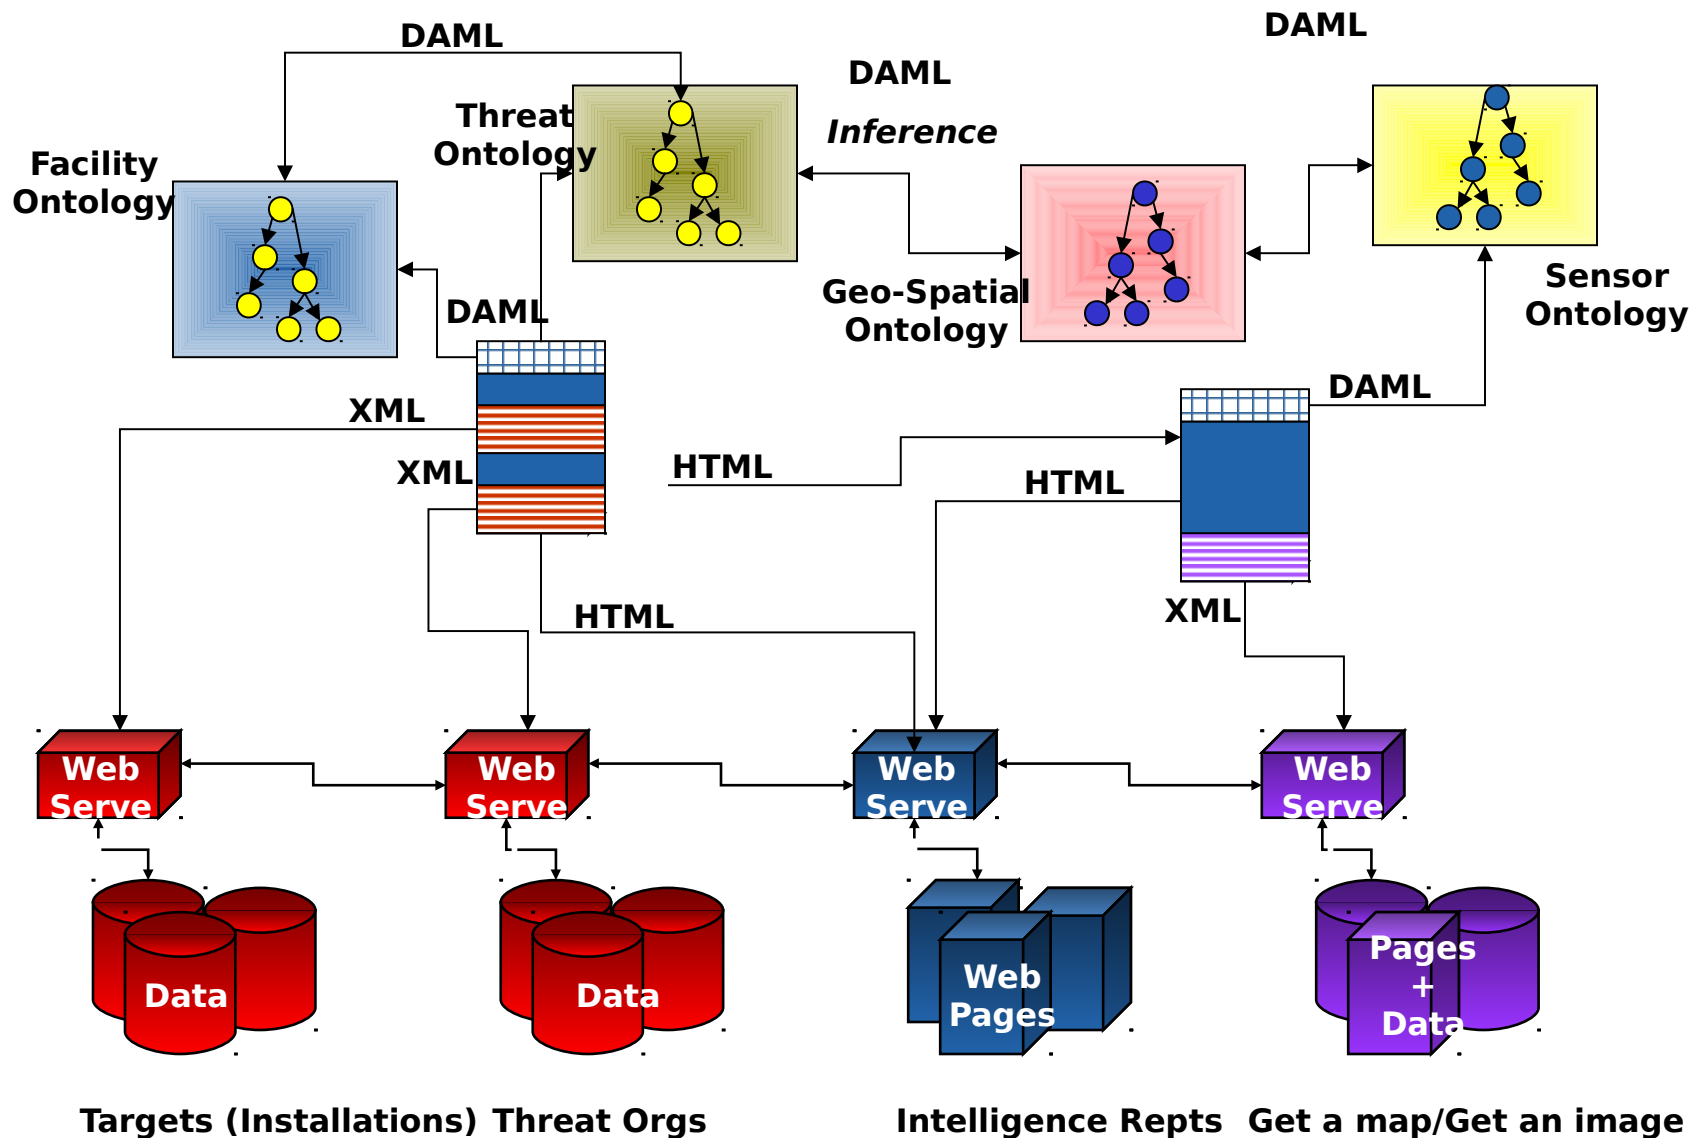 DAML
DAML
DAML
Inference
Threat
Ontology
Facility
Ontology
Geo-Spatial
Ontology
Sensor
Ontology
DAML
DAML
XML
XML
HTML
HTML
HTML
XML
Web
Serve
Web
Serve
Web
Serve
Web
Serve
Data
Data
Web
Pages
Pages
+
Data
Targets (Installations)
Threat Orgs
Intelligence Repts
Get a map/Get an image